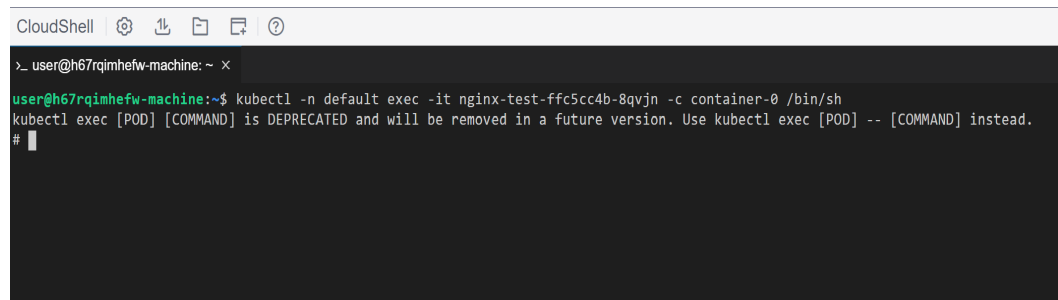 CloudShell
>_ user@h67rqimhefw-machine: ~ ×
user@h67rqimhefw-machine:~$ kubectl -n default exec -it nginx-test-ffc5cc4b-8qvjn -c container-0 /bin/sh
kubectl exec [POD] [COMMAND] is DEPRECATED and will be removed in a future version. Use kubectl exec [POD] -- [COMMAND] instead.
#